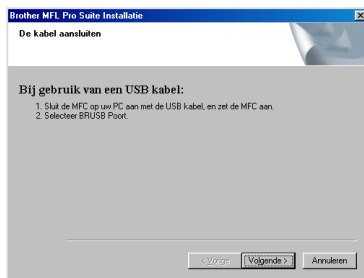 Brother MFL Pro Suite Installatie
De kabel aansluiten
Bij gebruik van een USB kabel:
1. Sluit de MFC op uw PC aan met de USB kabel, en zet de MFC aan.
2. Selecteer BRUSB Poort.
< Vorige
Volgende >
Annuleren